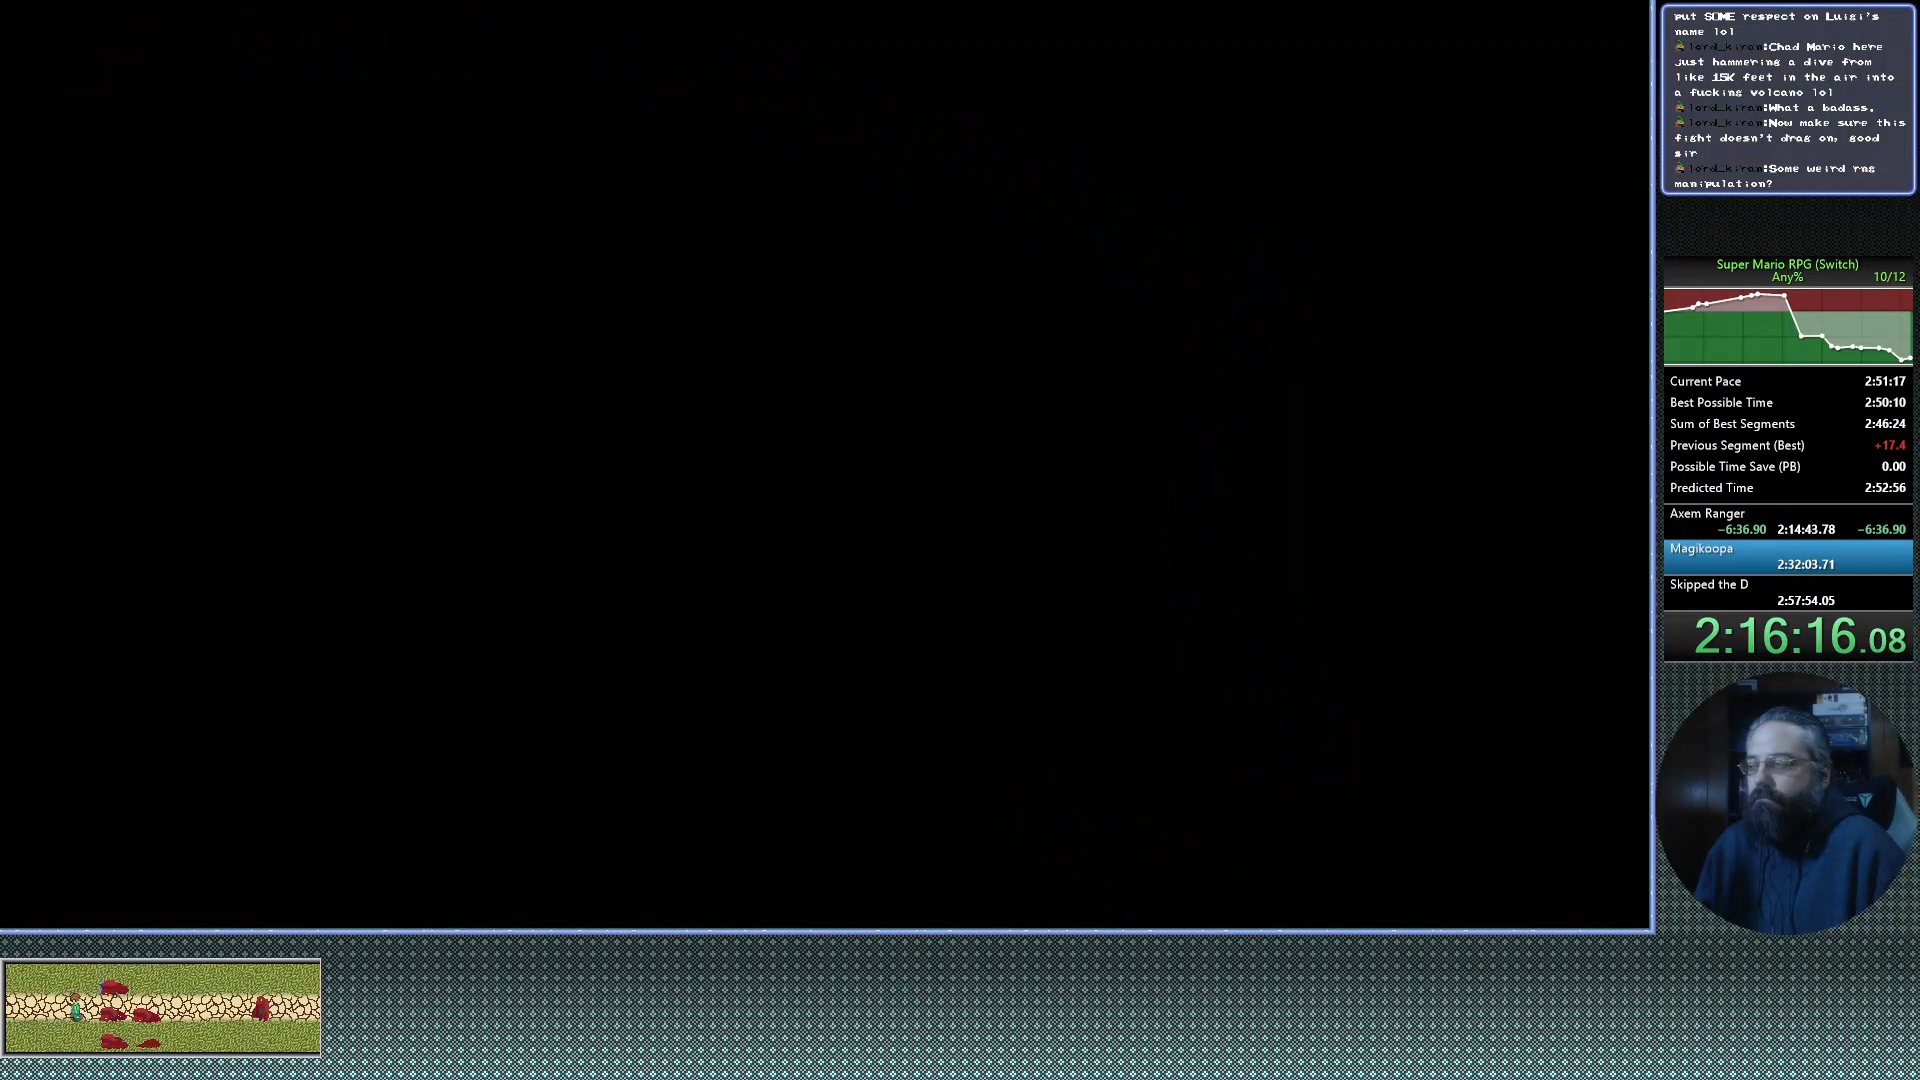 put SOME respect on Luigi's
name lol
lord_kiran:Chad Mario here
just hammering a dive from
like 15K feet in the air into
a fucking volcano lol
lord_kiran:What a badass.
lord_kiran:Now make sure this
fight doesn't drag on, good
sir
lord_kiran:Some weird rng
manipulation?
Super Mario RPG (Switch)
Any% 10/12
Current Pace 2:51:17
Best Possible Time 2:50:10
Sum of Best Segments 2:46:24
Previous Segment (Best) +17.4
Possible Time Save (PB) 0.00
Predicted Time 2:52:56
Axem Ranger
−6:36.90 2:14:43.78 −6:36.90
Magikoopa
2:32:03.71
Skipped the D
2:57:54.05
2:16:16.08